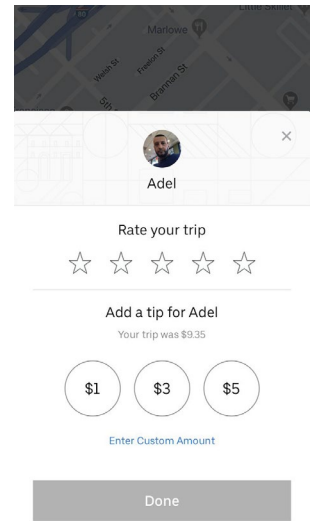 Marlowe
Welsh St
Freelon St
Brannan St
5th
Adel
Rate your trip
Add a tip for Adel
Your trip was $9.35
$1 $3 $5
Enter Custom Amount
Done